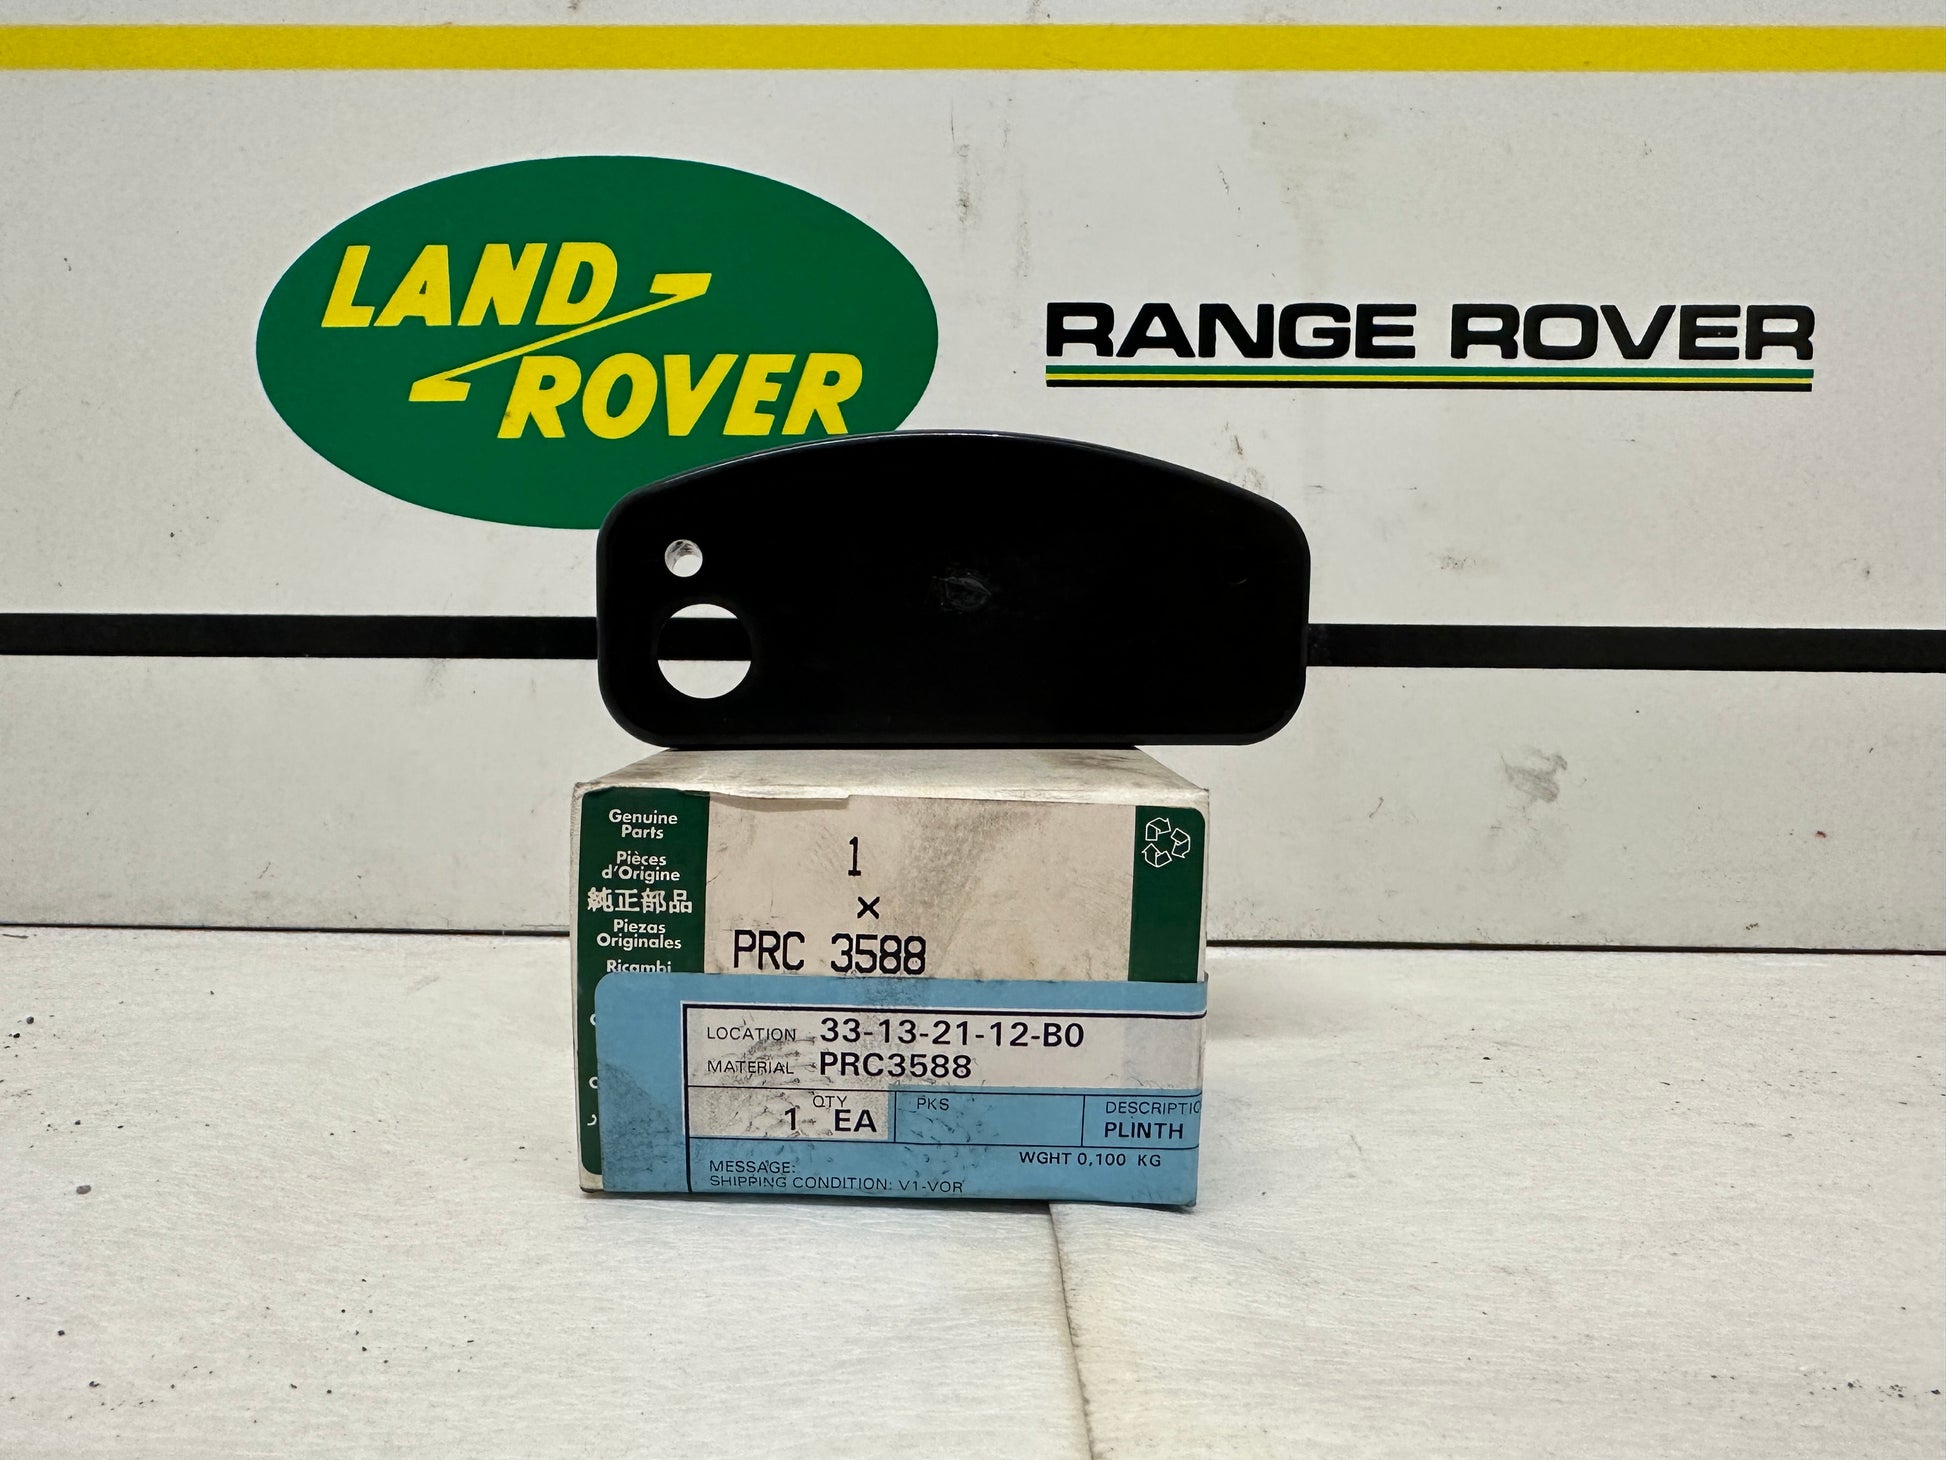 LAND
ROVER
RANGE ROVER
Genuine
Parts
Pièces
d'Origine
純正部品
Piezas
Originales
Ricambi
1
×
PRC 3588
LOCATION 33-13-21-12-B0
MATERIAL PRC3588
QTY
1 EA
PKS
PLINTH
WGHT 0,100 KG
MESSAGE:
SHIPPING CONDITION: V1-VOR